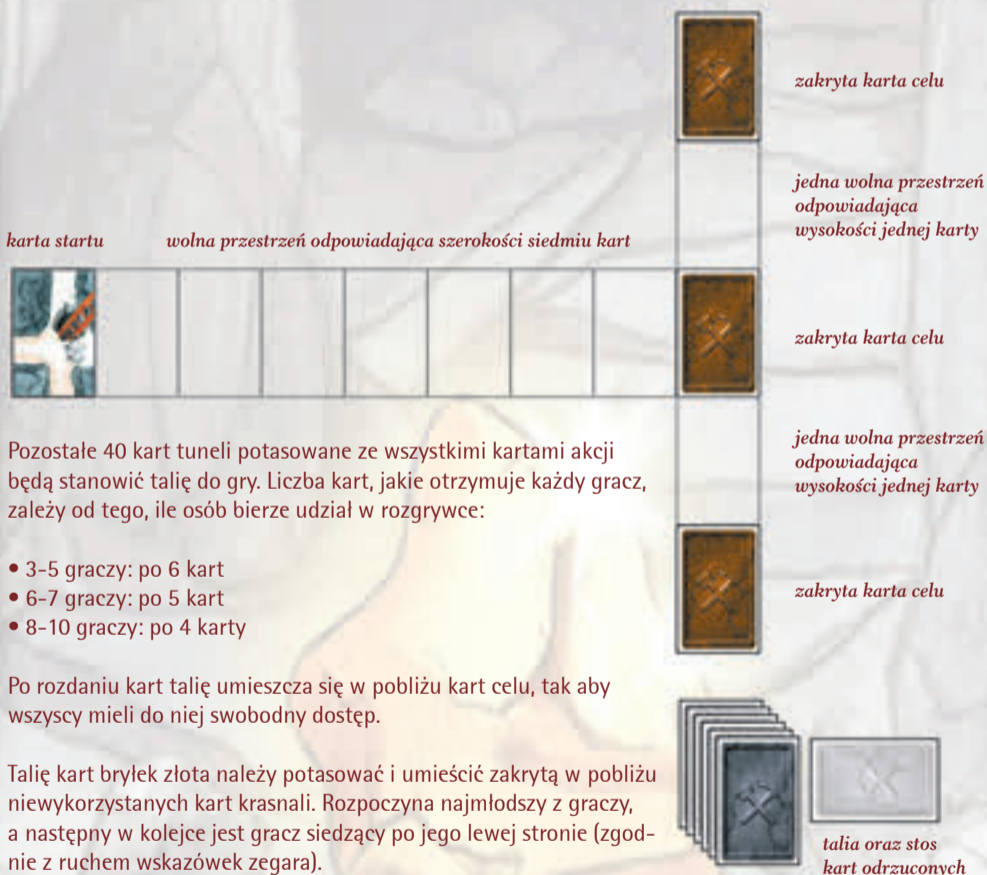 zakryta karta celu
jedna wolna przestrzeń
odpowiadająca
wysokości jednej karty
karta startu
wolna przestrzeń odpowiadająca szerokości siedmiu kart
zakryta karta celu
jedna wolna przestrzeń
odpowiadająca
wysokości jednej karty
zakryta karta celu
Pozostałe 40 kart tuneli potasowane ze wszystkimi kartami akcji
będą stanowić talię do gry. Liczba kart, jakie otrzymuje każdy gracz,
zależy od tego, ile osób bierze udział w rozgrywce:
• 3-5 graczy: po 6 kart
• 6-7 graczy: po 5 kart
• 8-10 graczy: po 4 karty
Po rozdaniu kart talię umieszcza się w pobliżu kart celu, tak aby
wszyscy mieli do niej swobodny dostęp.
Talię kart bryłek złota należy potasować i umieścić zakrytą w pobliżu
niewykorzystanych kart krasnali. Rozpoczyna najmłodszy z graczy,
a następny w kolejce jest gracz siedzący po jego lewej stronie (zgod-
nie z ruchem wskazówek zegara).
talia oraz stos
kart odrzuconych